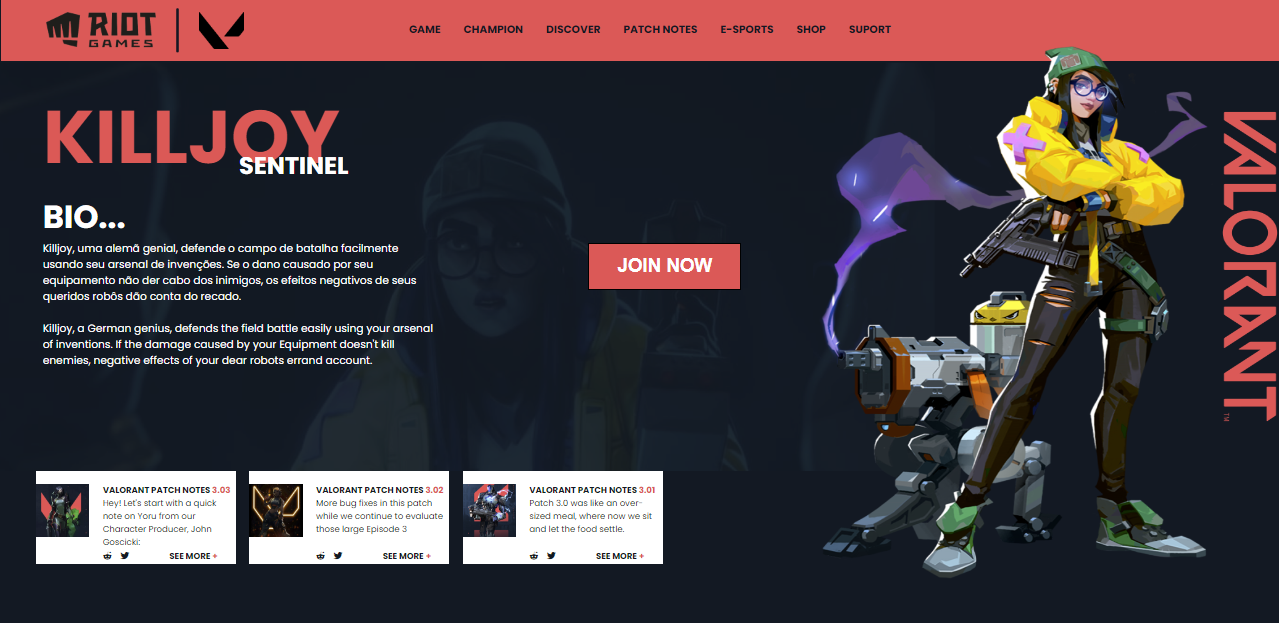 RIOT
GAMES
GAME CHAMPION DISCOVER PATCH NOTES E-SPORTS SHOP SUPORT
KILLJOY
SENTINEL
BIO...
Killjoy, uma alemã genial, defende o campo de batalha facilmente
usando seu arsenal de invenções. Se o dano causado por seu
equipamento não der cabo dos inimigos, os efeitos negativos de seus
queridos robôs dão conta do recado.
Killjoy, a German genius, defends the field battle easily using your arsenal
of inventions. If the damage caused by your Equipment doesn't kill
enemies, negative effects of your dear robots errand account.
JOIN NOW
VALORANT
TM
VALORANT PATCH NOTES 3.03
Hey! Let's start with a quick
note on Yoru from our
Character Producer, John
Goscicki:
SEE MORE +
VALORANT PATCH NOTES 3.02
More bug fixes in this patch
while we continue to evaluate
those large Episode 3
SEE MORE +
VALORANT PATCH NOTES 3.01
Patch 3.0 was like an over-
sized meal, where now we sit
and let the food settle.
SEE MORE +